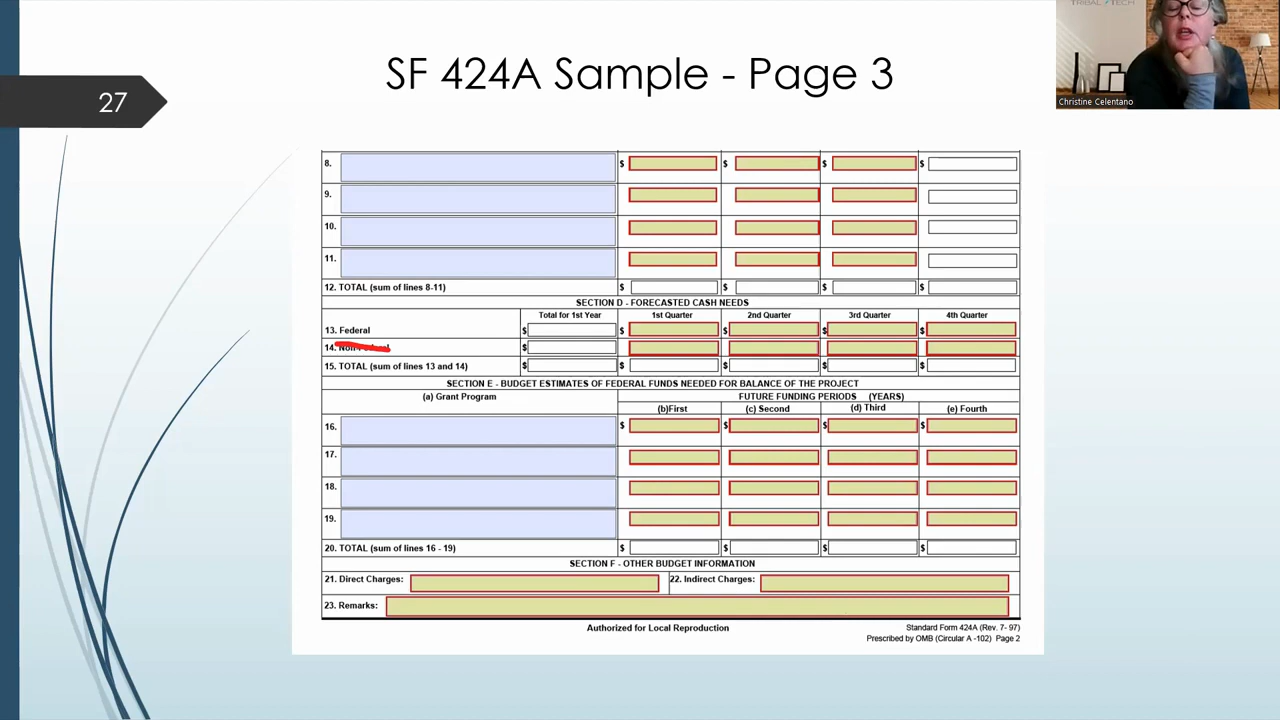 SF 424A Sample - Page 3
27
TRIBAL TECH
Christine Celentano
8. $ $ $ $
9.
10.
11.
12. TOTAL (sum of lines 8-11) $ $ $ $
SECTION D - FORECASTED CASH NEEDS
Total for 1st Year 1st Quarter 2nd Quarter 3rd Quarter 4th Quarter
13. Federal $ $ $ $ $
14. Non-Federal $ $ $ $ $
15. TOTAL (sum of lines 13 and 14) $ $ $ $ $
SECTION E - BUDGET ESTIMATES OF FEDERAL FUNDS NEEDED FOR BALANCE OF THE PROJECT
(a) Grant Program FUTURE FUNDING PERIODS (YEARS)
(b)First (c) Second (d) Third (e) Fourth
16. $ $ $ $
17.
18.
19.
20. TOTAL (sum of lines 16 - 19) $ $ $ $
SECTION F - OTHER BUDGET INFORMATION
21. Direct Charges: 22. Indirect Charges:
23. Remarks:
Authorized for Local Reproduction Standard Form 424A (Rev. 7- 97)
Prescribed by OMB (Circular A -102) Page 2